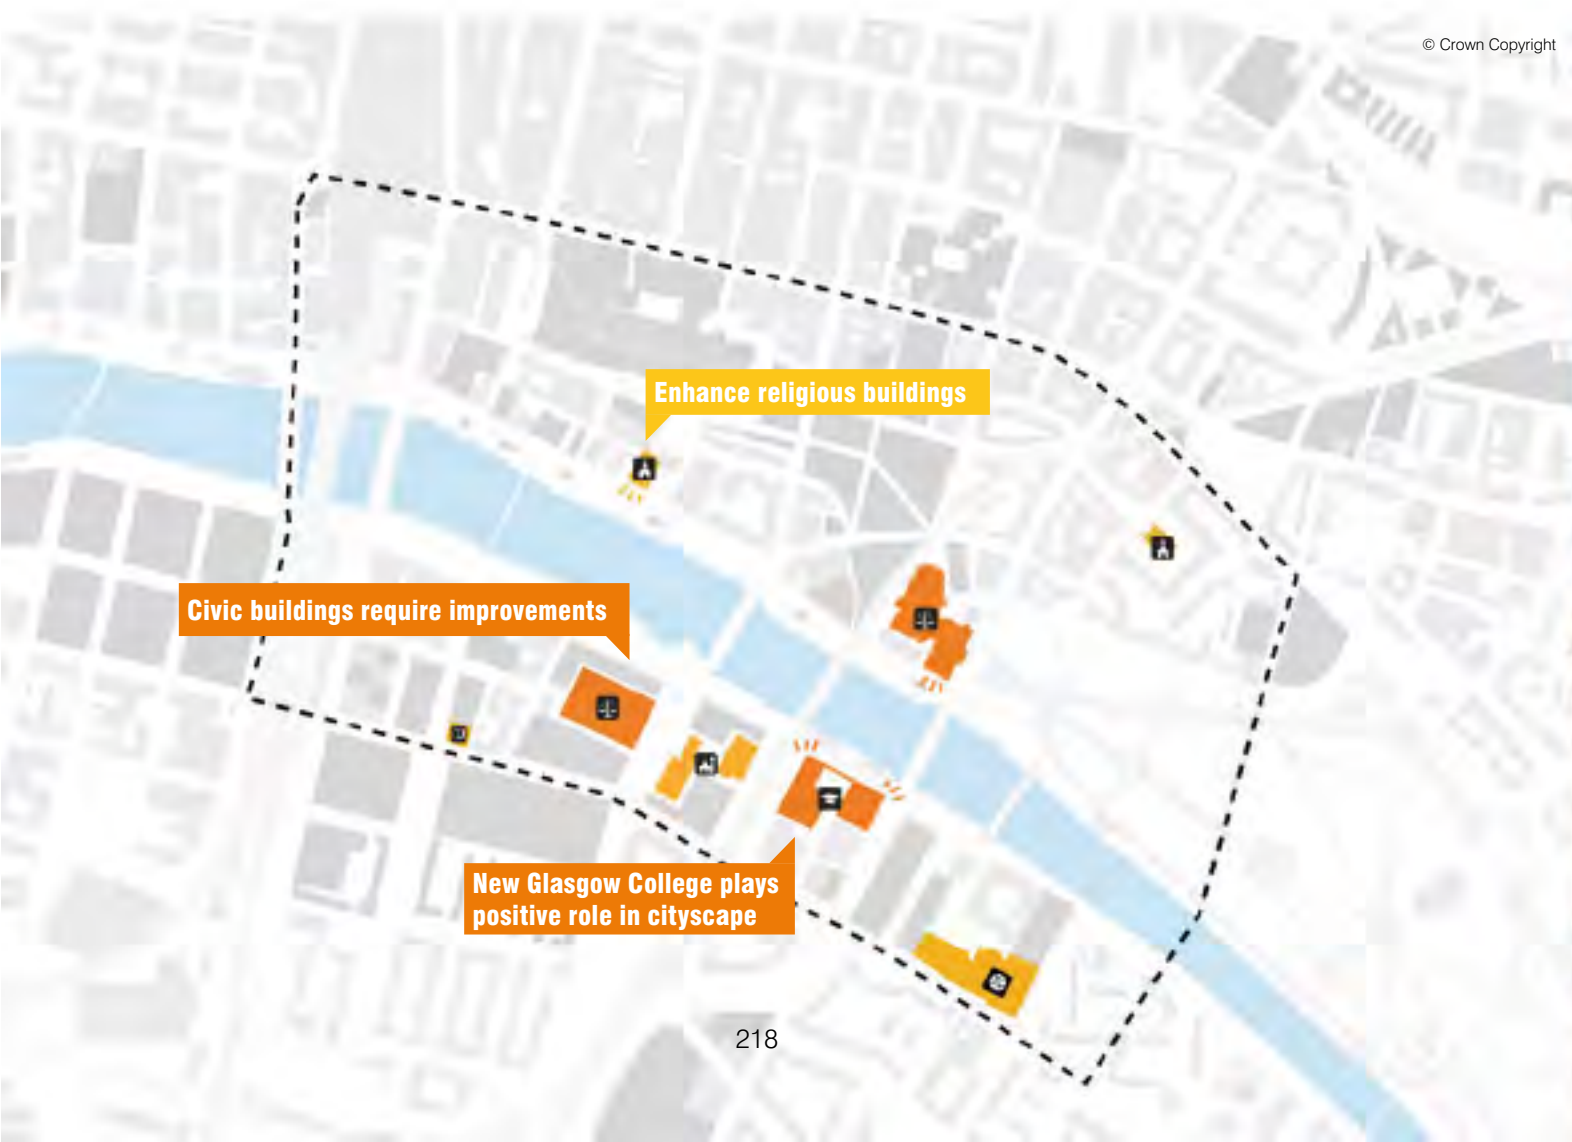 © Crown Copyright
Enhance religious buildings
Civic buildings require improvements
New Glasgow College plays
positive role in cityscape
218